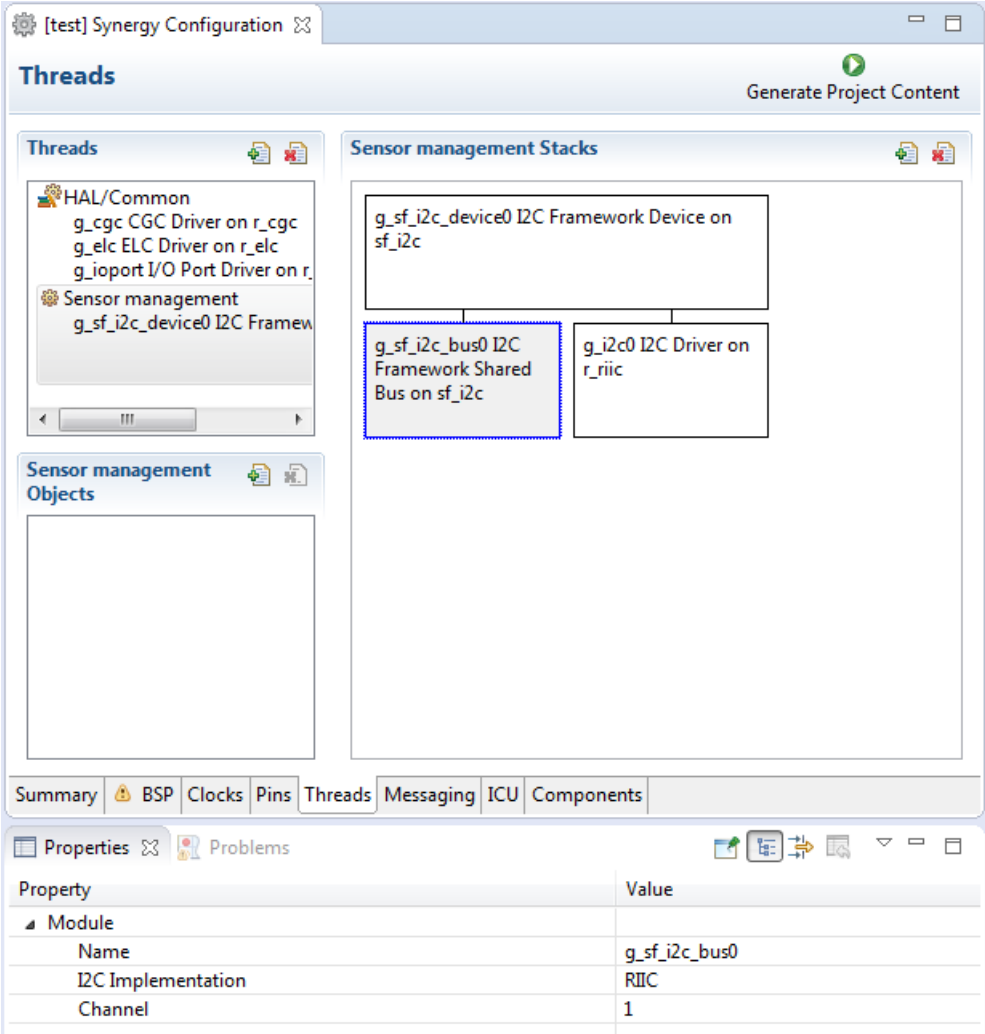 [test] Synergy Configuration
Threads
Generate Project Content
Threads
HAL/Common
g_cgc CGC Driver on r_cgc
g_elc ELC Driver on r_elc
g_ioport I/O Port Driver on r_
Sensor management
g_sf_i2c_device0 I2C Framew
Sensor management Stacks
g_sf_i2c_device0 I2C Framework Device on
sf_i2c
g_sf_i2c_bus0 I2C
Framework Shared
Bus on sf_i2c
g_i2c0 I2C Driver on
r_riic
Sensor management
Objects
Summary BSP Clocks Pins Threads Messaging ICU Components
Properties Problems
Property Value
Module
Name g_sf_i2c_bus0
I2C Implementation RIIC
Channel 1